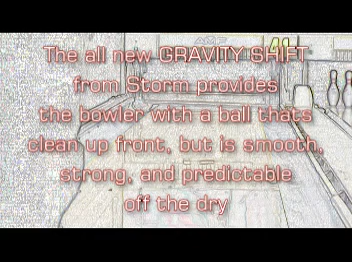 The all new GRAVITY SHIFT
from Storm provides
the bowler with a ball thats
clean up front, but is smooth,
strong, and predictable
off the dry